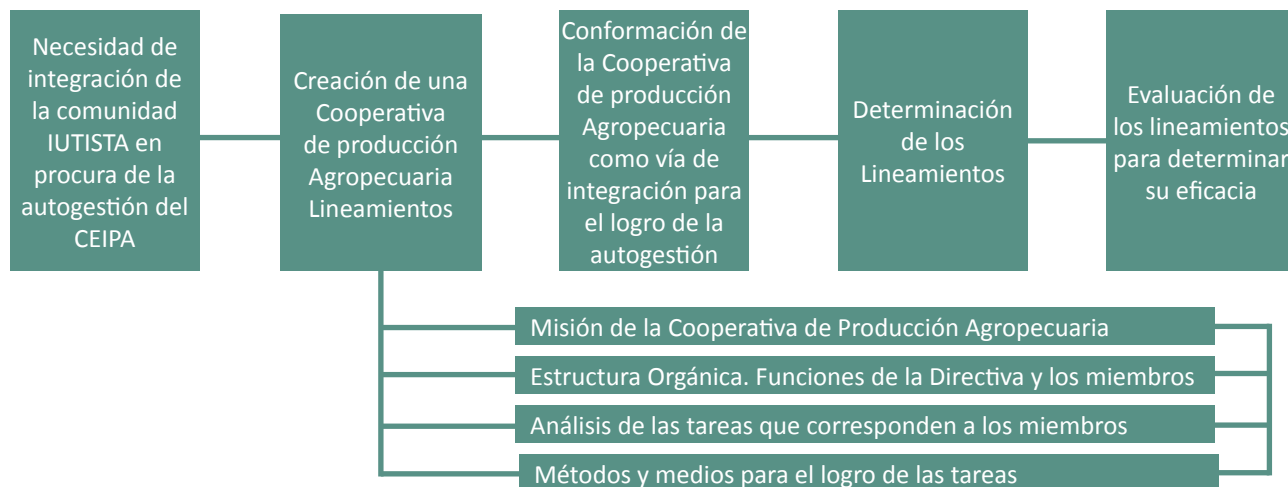 Necesidad de
integración de
la comunidad
IUTISTA en
procura de la
autogestión del
CEIPA
Creación de una
Cooperativa
de producción
Agropecuaria
Lineamientos
Conformación de
la Cooperativa
de producción
Agropecuaria
como vía de
integración para
el logro de la
autogestión
Determinación
de los
Lineamientos
Evaluación de
los lineamientos
para determinar
su eficacia
Misión de la Cooperativa de Producción Agropecuaria
Estructura Orgánica. Funciones de la Directiva y los miembros
Análisis de las tareas que corresponden a los miembros
Métodos y medios para el logro de las tareas